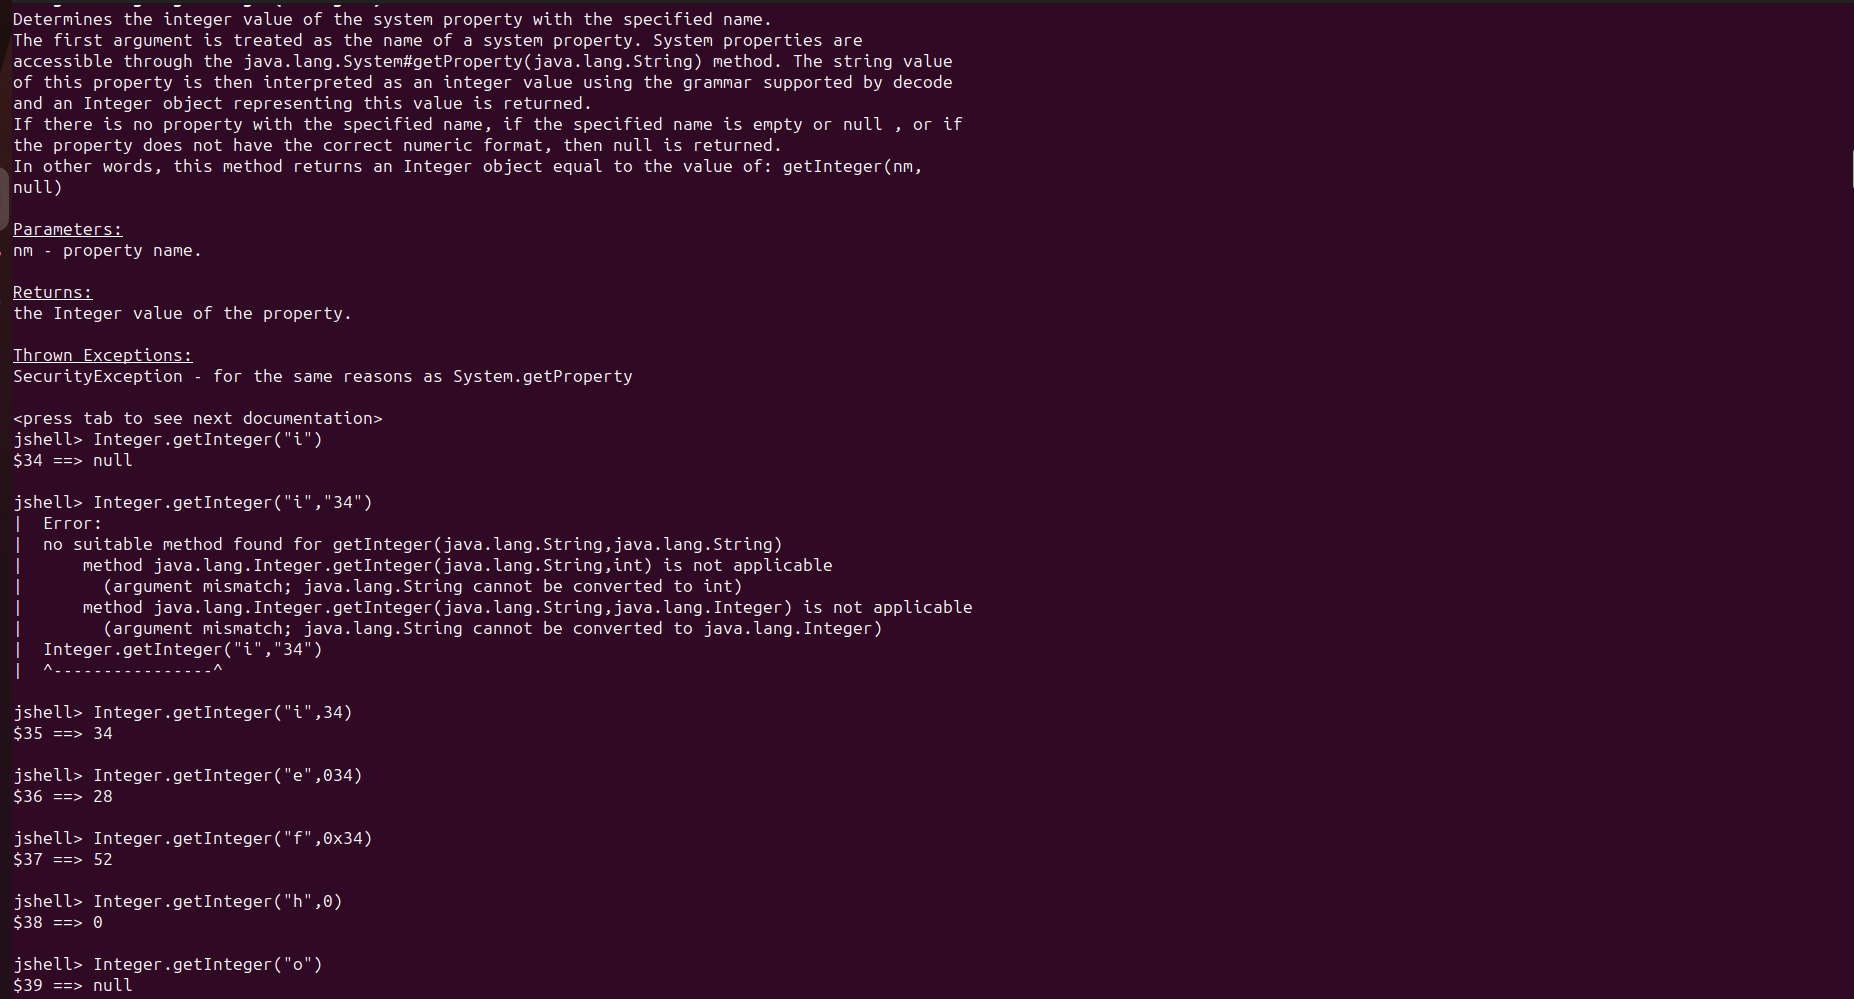 Determines the integer value of the system property with the specified name.
The first argument is treated as the name of a system property. System properties are
accessible through the java.lang.System#getProperty(java.lang.String) method. The string value
of this property is then interpreted as an integer value using the grammar supported by decode
and an Integer object representing this value is returned.
If there is no property with the specified name, if the specified name is empty or null , or if
the property does not have the correct numeric format, then null is returned.
In other words, this method returns an Integer object equal to the value of: getInteger(nm,
null)

Parameters:
nm - property name.

Returns:
the Integer value of the property.

Thrown Exceptions:
SecurityException - for the same reasons as System.getProperty

<press tab to see next documentation>
jshell> Integer.getInteger("i")
$34 ==> null

jshell> Integer.getInteger("i","34")
|  Error:
|  no suitable method found for getInteger(java.lang.String,java.lang.String)
|      method java.lang.Integer.getInteger(java.lang.String,int) is not applicable
|        (argument mismatch; java.lang.String cannot be converted to int)
|      method java.lang.Integer.getInteger(java.lang.String,java.lang.Integer) is not applicable
|        (argument mismatch; java.lang.String cannot be converted to java.lang.Integer)
|  Integer.getInteger("i","34")
|  ^----------------^

jshell> Integer.getInteger("i",34)
$35 ==> 34

jshell> Integer.getInteger("e",034)
$36 ==> 28

jshell> Integer.getInteger("f",0x34)
$37 ==> 52

jshell> Integer.getInteger("h",0)
$38 ==> 0

jshell> Integer.getInteger("o")
$39 ==> null